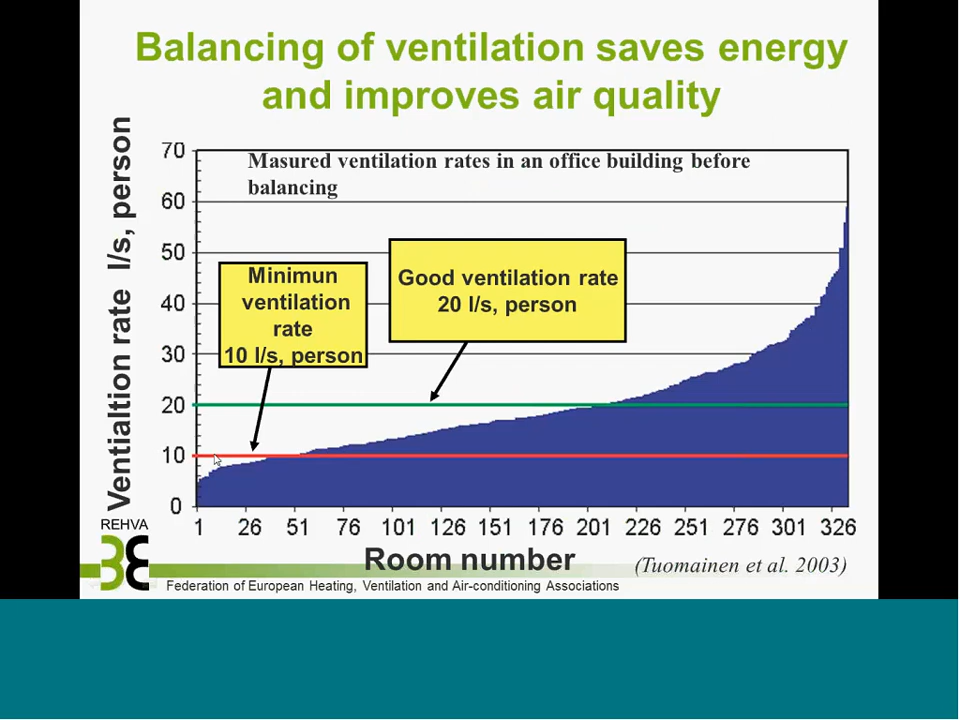 Balancing of ventilation saves energy
and improves air quality
Ventialtion rate l/s, person
70
60
50
40
30
20
10
0
Masured ventilation rates in an office building before
balancing
Minimun
ventilation
rate
10 l/s, person
Good ventilation rate
20 l/s, person
1 26 51 76 101 126 151 176 201 226 251 276 301 326
Room number
(Tuomainen et al. 2003)
REHVA
Federation of European Heating, Ventilation and Air-conditioning Associations